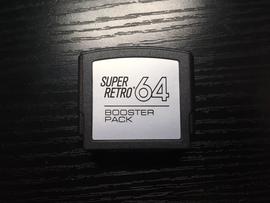 SUPER
RETRO '64
BOOSTER
PACK